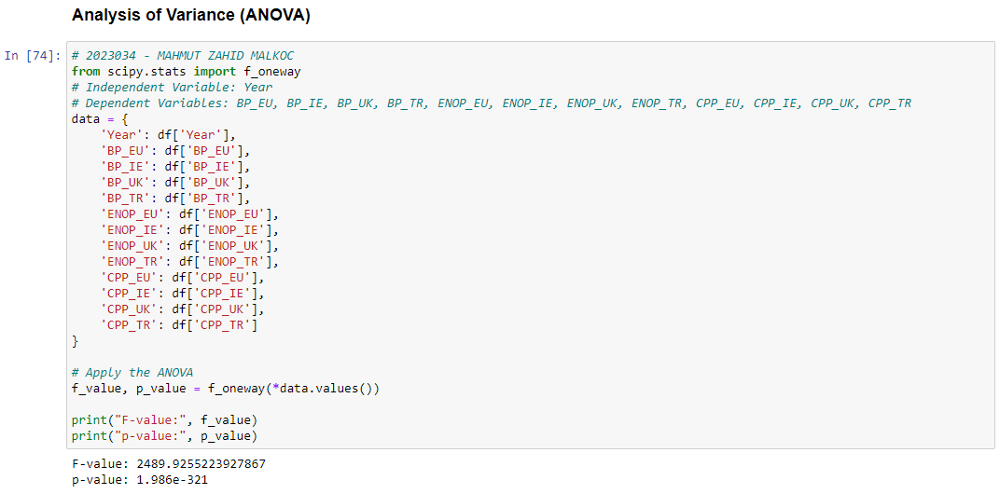 Analysis of Variance (ANOVA)
In [74]: # 2023034 - MAHMUT ZAHID MALKOC
from scipy.stats import f_oneway
# Independent Variable: Year
# Dependent Variables: BP_EU, BP_IE, BP_UK, BP_TR, ENOP_EU, ENOP_IE, ENOP_UK, ENOP_TR, CPP_EU, CPP_IE, CPP_UK, CPP_TR
data = {
    'Year': df['Year'],
    'BP_EU': df['BP_EU'],
    'BP_IE': df['BP_IE'],
    'BP_UK': df['BP_UK'],
    'BP_TR': df['BP_TR'],
    'ENOP_EU': df['ENOP_EU'],
    'ENOP_IE': df['ENOP_IE'],
    'ENOP_UK': df['ENOP_UK'],
    'ENOP_TR': df['ENOP_TR'],
    'CPP_EU': df['CPP_EU'],
    'CPP_IE': df['CPP_IE'],
    'CPP_UK': df['CPP_UK'],
    'CPP_TR': df['CPP_TR']
}
# Apply the ANOVA
f_value, p_value = f_oneway(*data.values())
print("F-value:", f_value)
print("p-value:", p_value)
F-value: 2489.9255223927867
p-value: 1.986e-321